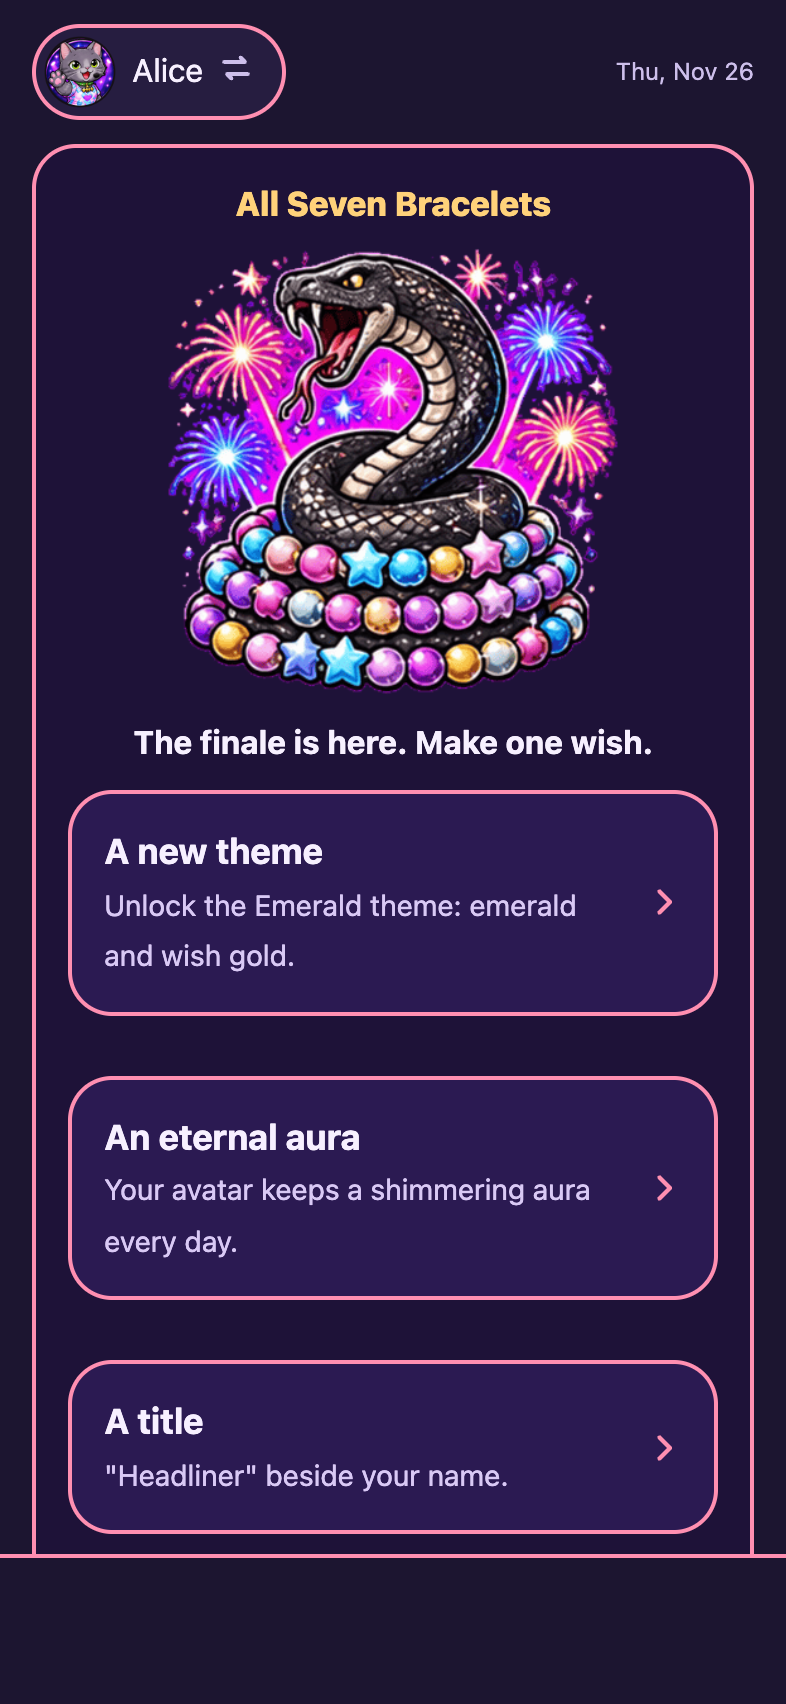 Alice
Thu, Nov 26
All Seven Bracelets
The finale is here. Make one wish.
A new theme
Unlock the Emerald theme: emerald
and wish gold.
An eternal aura
Your avatar keeps a shimmering aura
every day.
A title
"Headliner" beside your name.